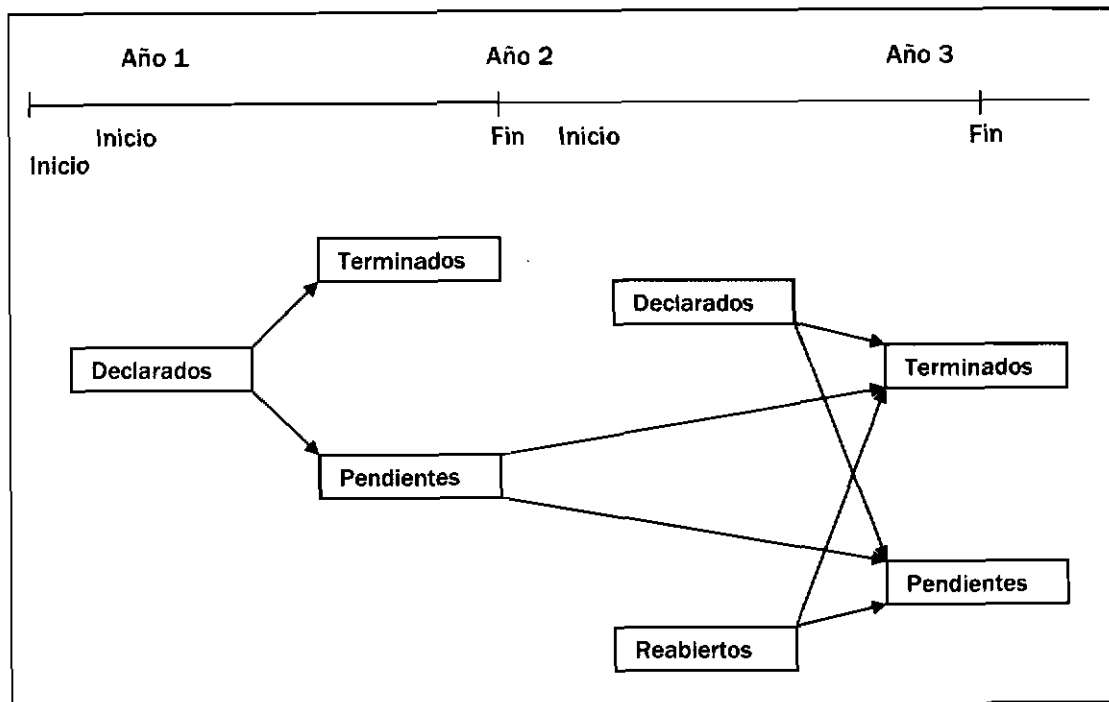 Año 1 Año 2 Año 3
Inicio Fin Inicio Fin
Inicio
Terminados
Declarados
Declarados
Terminados
Pendientes
Pendientes
Reabiertos